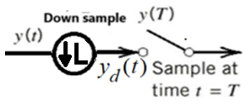 Down sample
y(T)
y(t)
↓L
y_d(t)
Sample at
time t = T